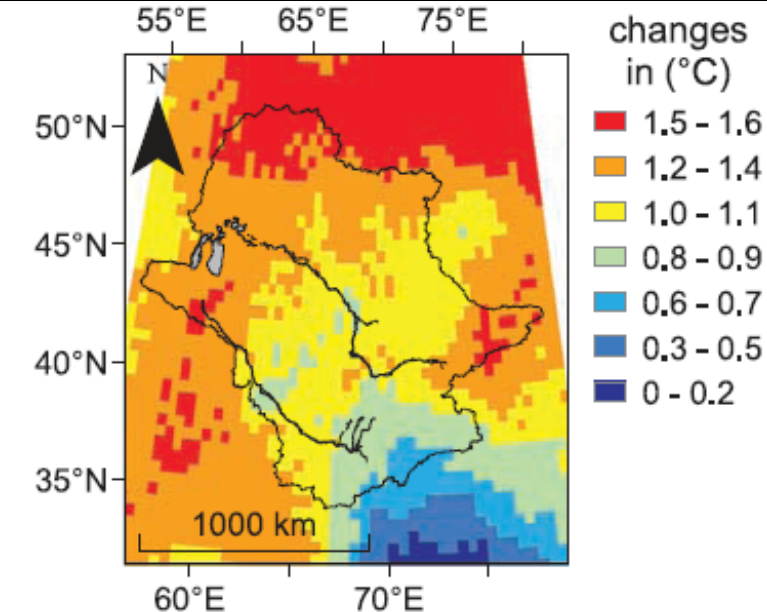 55°E 65°E 75°E
changes
in (°C)
N
50°N
45°N
40°N
35°N
1.5 - 1.6
1.2 - 1.4
1.0 - 1.1
0.8 - 0.9
0.6 - 0.7
0.3 - 0.5
0 - 0.2
1000 km
60°E 70°E